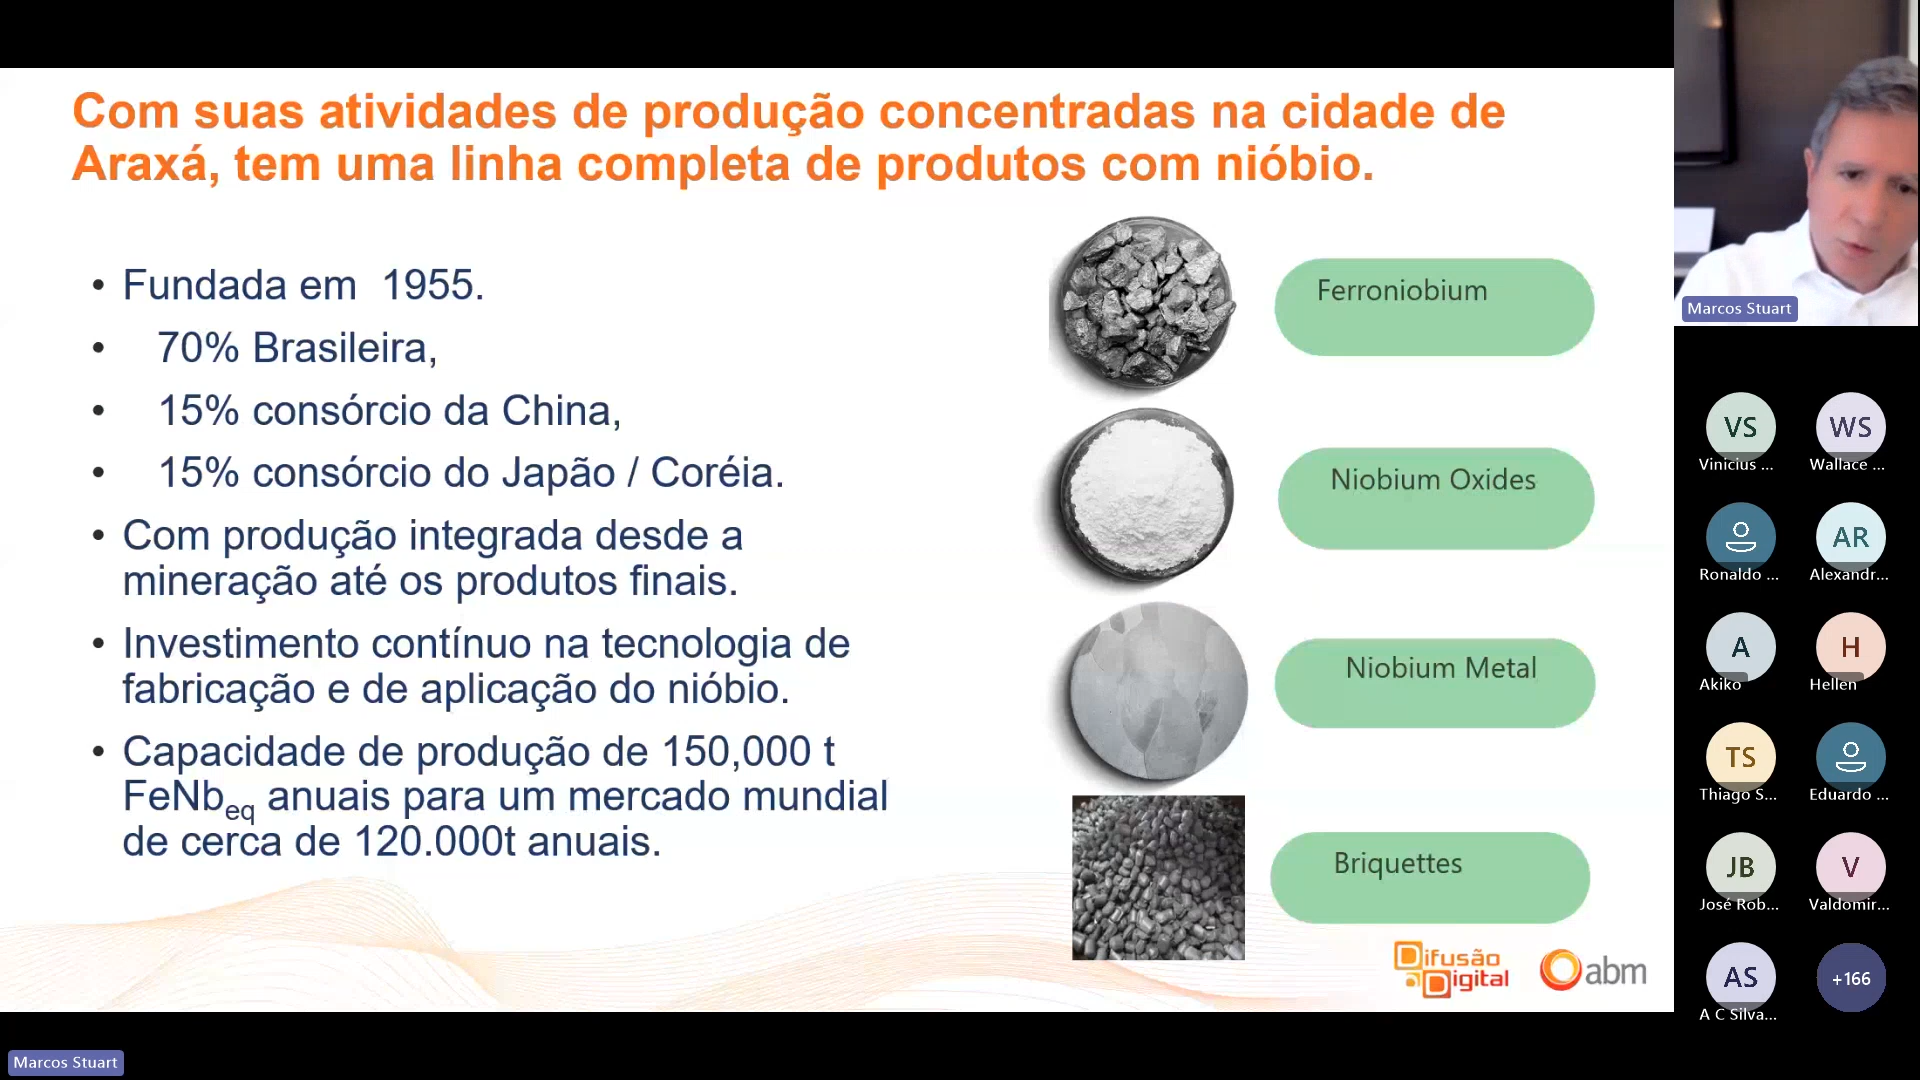 Com suas atividades de produção concentradas na cidade de
Araxá, tem uma linha completa de produtos com nióbio.
• Fundada em  1955.
• 70% Brasileira,
• 15% consórcio da China,
• 15% consórcio do Japão / Coréia.
• Com produção integrada desde a
mineração até os produtos finais.
• Investimento contínuo na tecnologia de
fabricação e de aplicação do nióbio.
• Capacidade de produção de 150,000 t
FeNbeq anuais para um mercado mundial
de cerca de 120.000t anuais.
Ferroniobium
Niobium Oxides
Niobium Metal
Briquettes
Difusão
Digital
abm
Marcos Stuart
VS
Vinicius ...
WS
Wallace ...
Ronaldo ...
AR
Alexandr...
A
Akiko
H
Hellen
TS
Thiago S...
Eduardo ...
JB
José Rob...
V
Valdomir...
AS
A C Silva...
+166
Marcos Stuart